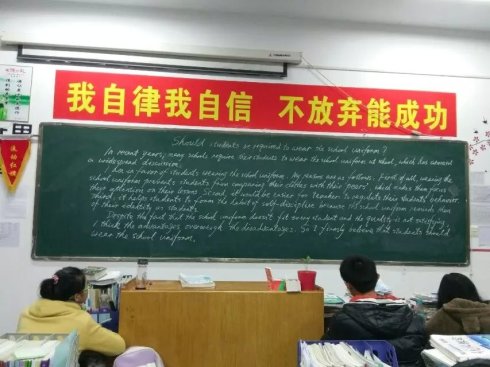 我自律我自信 不放弃能成功
流动红旗
Should students be required to wear the school uniform?
In recent years, many schools require their students to wear the school uniform at school, which has aroused
a widespread discussion.
I'm in favor of students wearing the school uniform. My reasons are as follows. First of all, wearing the
school uniform prevents students from comparing their clothes with their peers', which makes them focus
their attention on their lessons. Second, it would be easier for teachers to regulate their students' behavior.
Third, it helps students to form the habit of self-discipline because the school uniform reminds them
of their identity as students.
Despite the fact that the school uniform doesn't fit every student and the quality is not satisfying,
I think the advantages overweigh the disadvantages. So I firmly believe that students should
wear the school uniform.